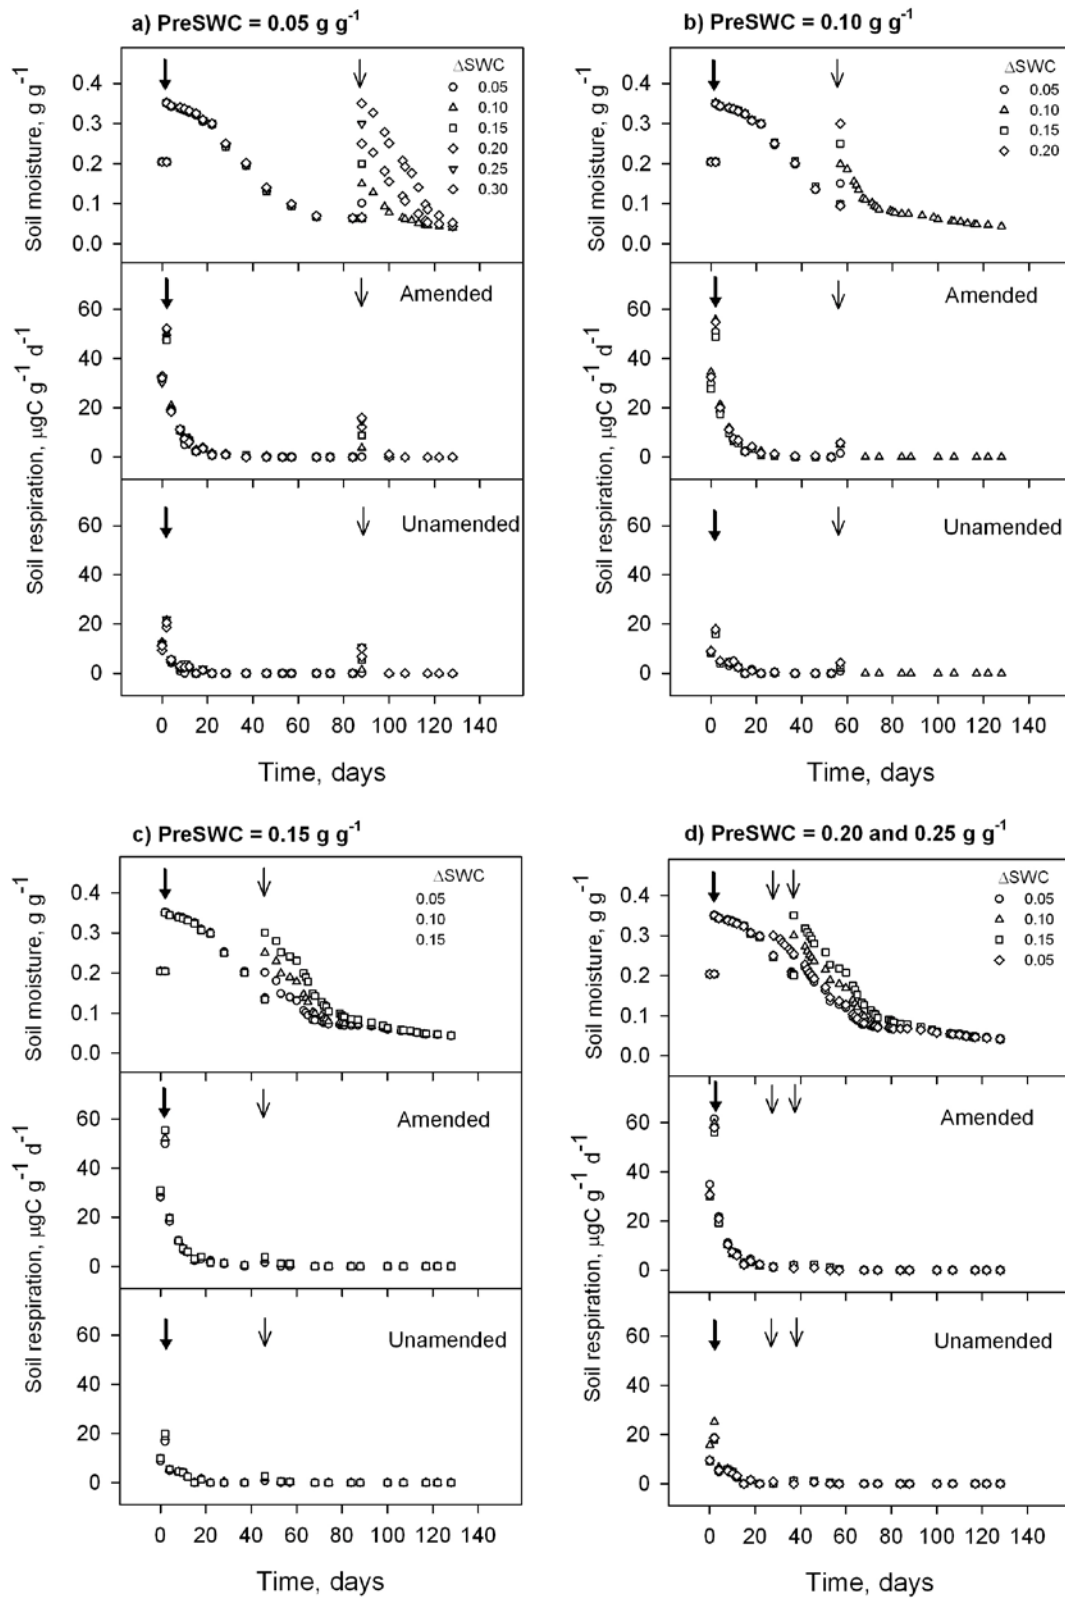 a) PreSWC = 0.05 g g⁻¹
Soil moisture, g g⁻¹
0.4
0.3
0.2
0.1
0.0
ΔSWC
0.05
0.10
0.15
0.20
0.25
0.30
Soil respiration, µgC g⁻¹ d⁻¹
Amended
60
40
20
0
Unamended
60
40
20
0
0 20 40 60 80 100 120 140
Time, days
b) PreSWC = 0.10 g g⁻¹
Soil moisture, g g⁻¹
0.4
0.3
0.2
0.1
0.0
ΔSWC
0.05
0.10
0.15
0.20
Soil respiration, µgC g⁻¹ d⁻¹
Amended
60
40
20
0
Unamended
60
40
20
0
0 20 40 60 80 100 120 140
Time, days
c) PreSWC = 0.15 g g⁻¹
Soil moisture, g g⁻¹
0.4
0.3
0.2
0.1
0.0
ΔSWC
0.05
0.10
0.15
Soil respiration, µgC g⁻¹ d⁻¹
Amended
60
40
20
0
Unamended
60
40
20
0
0 20 40 60 80 100 120 140
Time, days
d) PreSWC = 0.20 and 0.25 g g⁻¹
Soil moisture, g g⁻¹
0.4
0.3
0.2
0.1
0.0
ΔSWC
0.05
0.10
0.15
0.05
Soil respiration, µgC g⁻¹ d⁻¹
Amended
60
40
20
0
Unamended
60
40
20
0
0 20 40 60 80 100 120 140
Time, days